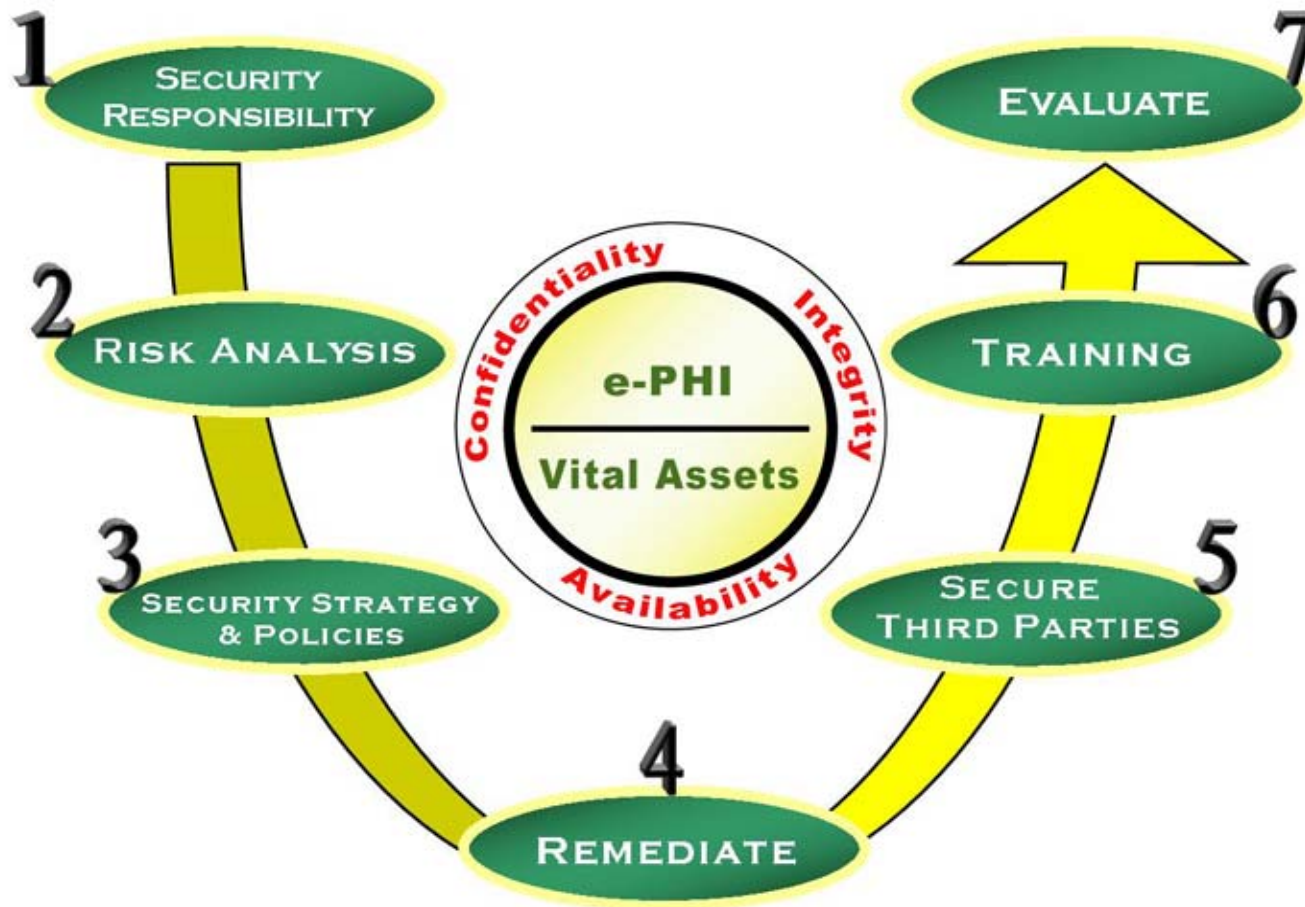 1
SECURITY
RESPONSIBILITY
2
RISK ANALYSIS
3
SECURITY STRATEGY
& POLICIES
4
REMEDIATE
5
SECURE
THIRD PARTIES
6
TRAINING
7
EVALUATE
Confidentiality
Integrity
Availability
e-PHI
Vital Assets